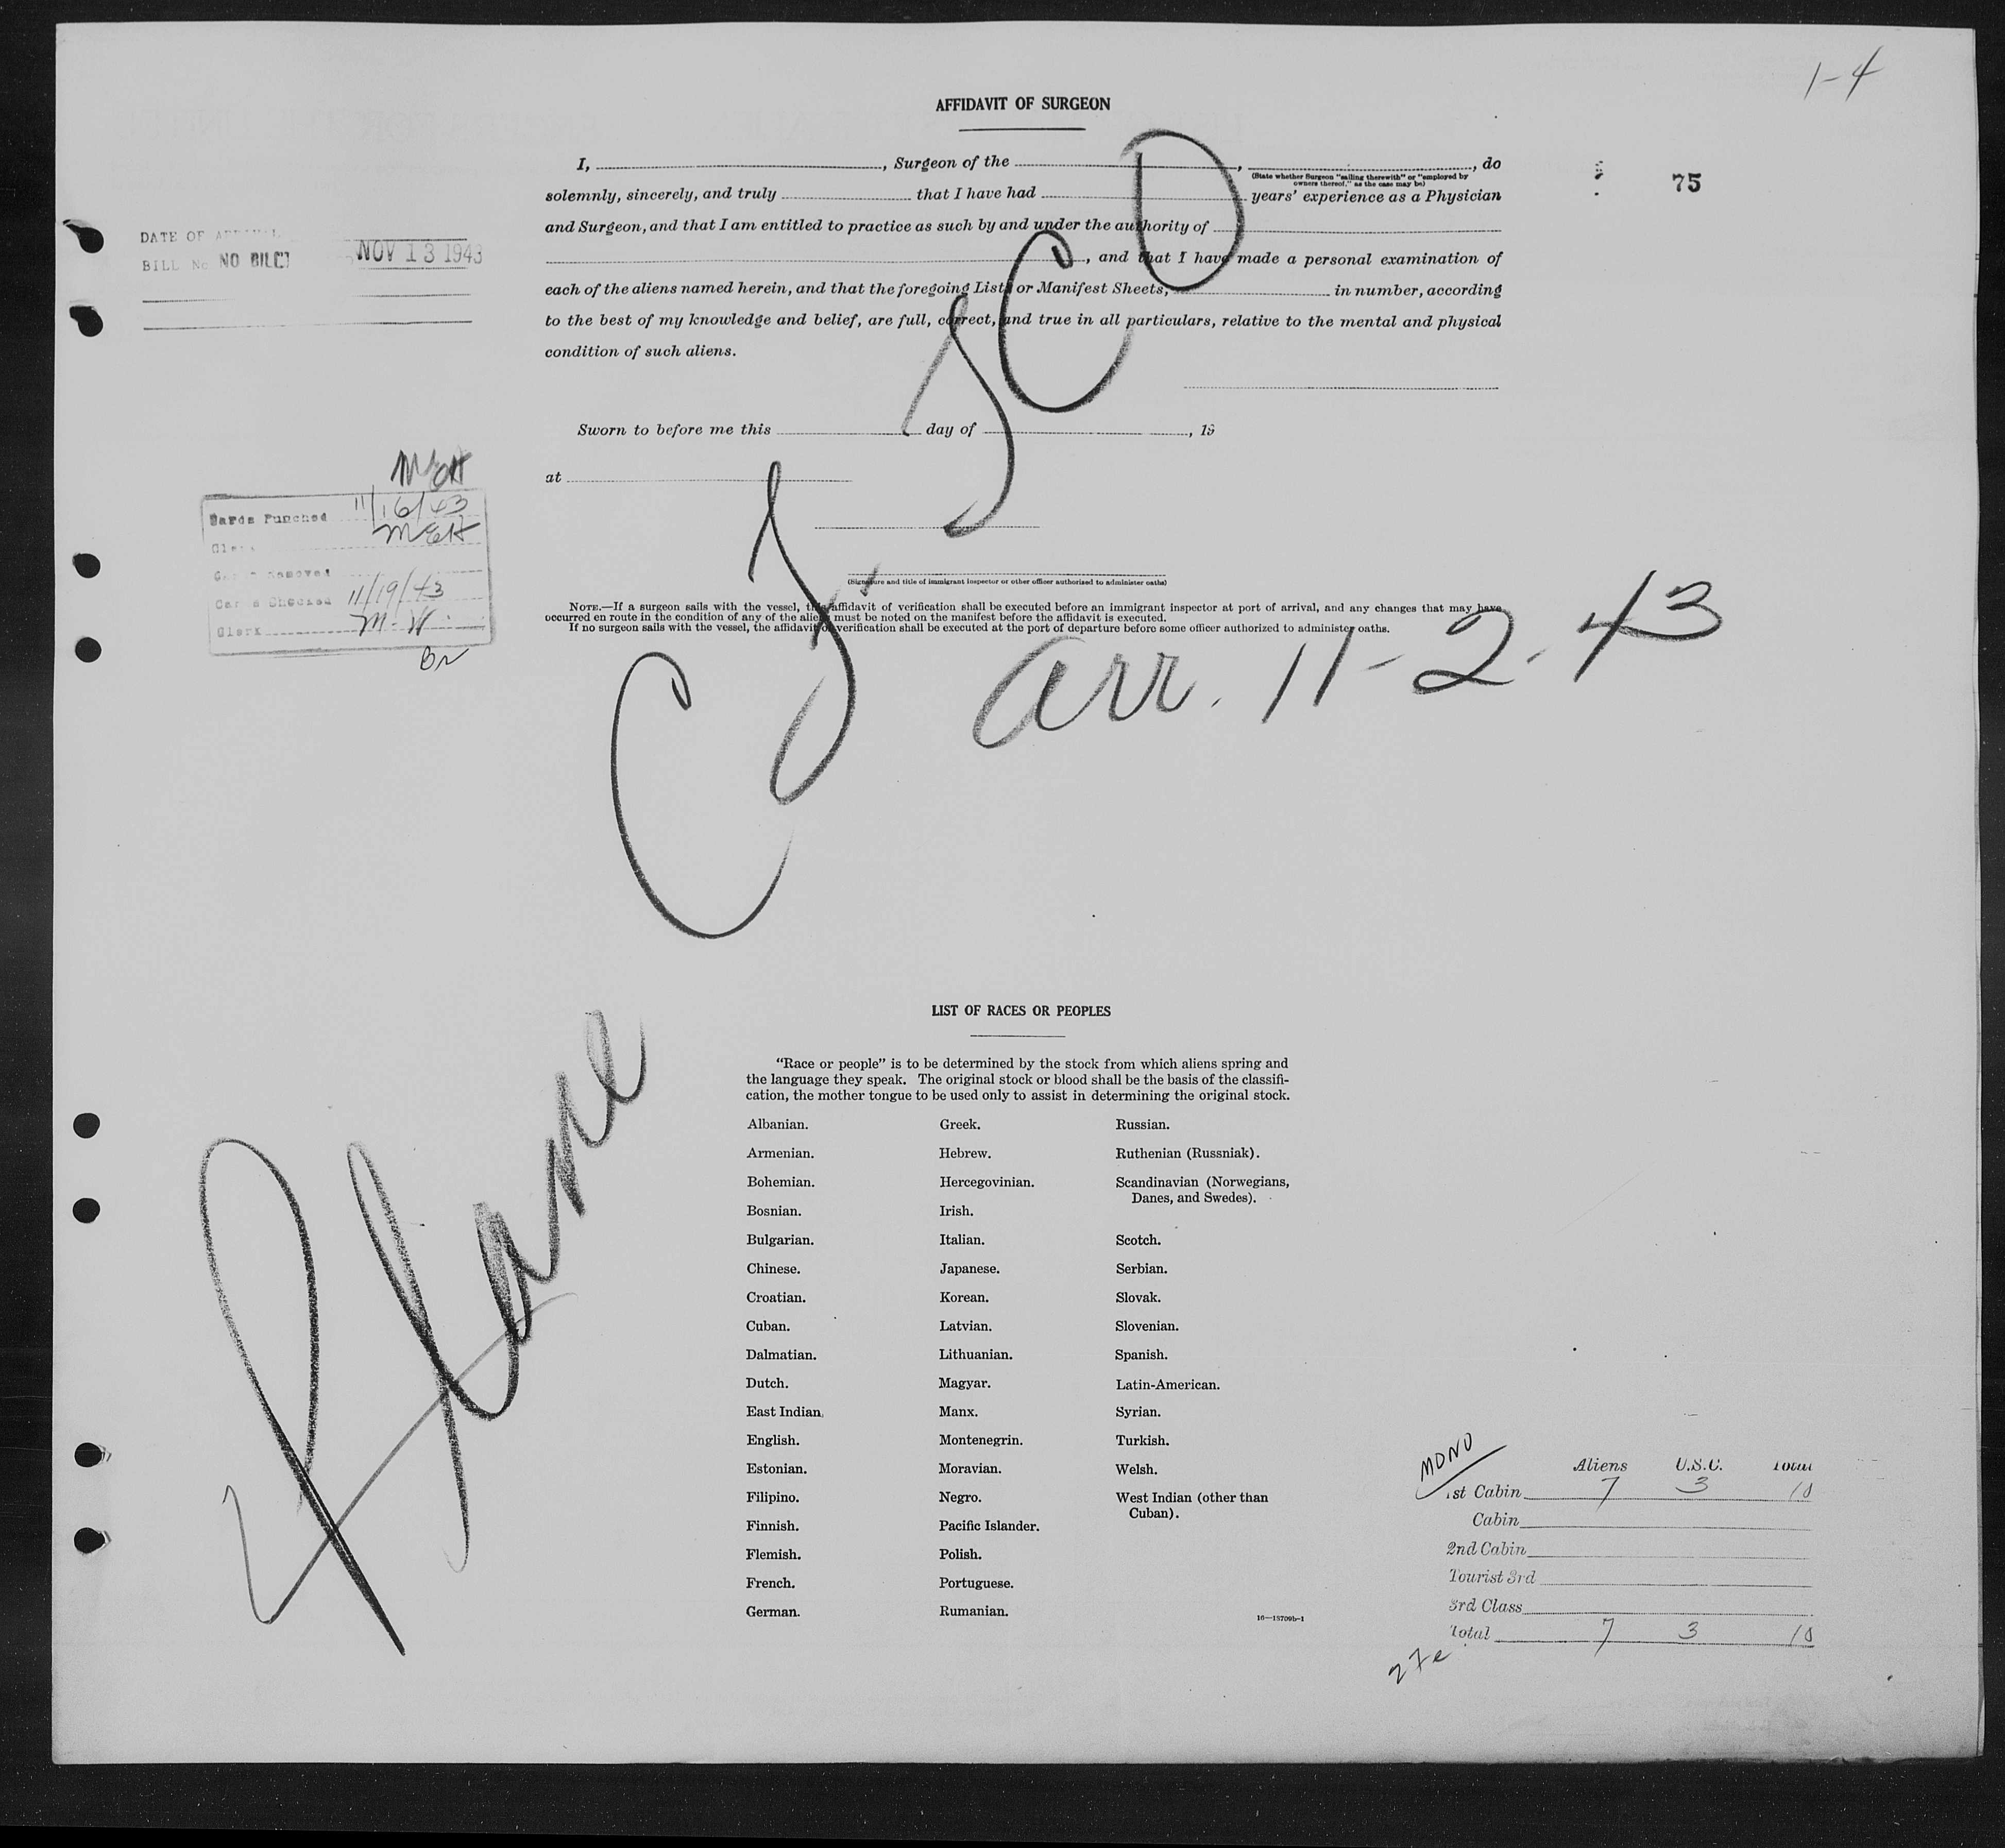 1-4
AFFIDAVIT OF SURGEON
I, , Surgeon of the , , do
(State whether Surgeon "sailing therewith" or "employed by
owners thereof," as the case may be)
75
solemnly, sincerely, and truly that I have had years' experience as a Physician
and Surgeon, and that I am entitled to practice as such by and under the authority of
, and that I have made a personal examination of
each of the aliens named herein, and that the foregoing Lists or Manifest Sheets, in number, according
to the best of my knowledge and belief, are full, correct, and true in all particulars, relative to the mental and physical
condition of such aliens.
DATE OF ARRIVAL NOV 13 1943
BILL No NO BILL
Sworn to before me this day of , 19
at
MEH
Cards Punched 11/16/43
Clerk MEH
Cards Removed
Cards Checked 11/19/43
Clerk M.W.
(Signature and title of immigrant inspector or other officer authorized to administer oaths)
NOTE.—If a surgeon sails with the vessel, this affidavit of verification shall be executed before an immigrant inspector at port of arrival, and any changes that may have
occurred en route in the condition of any of the aliens must be noted on the manifest before the affidavit is executed.
If no surgeon sails with the vessel, the affidavit of verification shall be executed at the port of departure before some officer authorized to administer oaths.
arr. 11-2-43
Plane
LIST OF RACES OR PEOPLES
"Race or people" is to be determined by the stock from which aliens spring and
the language they speak. The original stock or blood shall be the basis of the classifi-
cation, the mother tongue to be used only to assist in determining the original stock.
Albanian.
Armenian.
Bohemian.
Bosnian.
Bulgarian.
Chinese.
Croatian.
Cuban.
Dalmatian.
Dutch.
East Indian.
English.
Estonian.
Filipino.
Finnish.
Flemish.
French.
German.
Greek.
Hebrew.
Hercegovinian.
Irish.
Italian.
Japanese.
Korean.
Latvian.
Lithuanian.
Magyar.
Manx.
Montenegrin.
Moravian.
Negro.
Pacific Islander.
Polish.
Portuguese.
Rumanian.
Russian.
Ruthenian (Russniak).
Scandinavian (Norwegians,
Danes, and Swedes).
Scotch.
Serbian.
Slovak.
Slovenian.
Spanish.
Latin-American.
Syrian.
Turkish.
Welsh.
West Indian (other than
Cuban).
16—13709b-1
MONO
Aliens U.S.C. Total
1st Cabin 7 3 10
Cabin
2nd Cabin
Tourist 3rd
3rd Class
Total 7 3 10